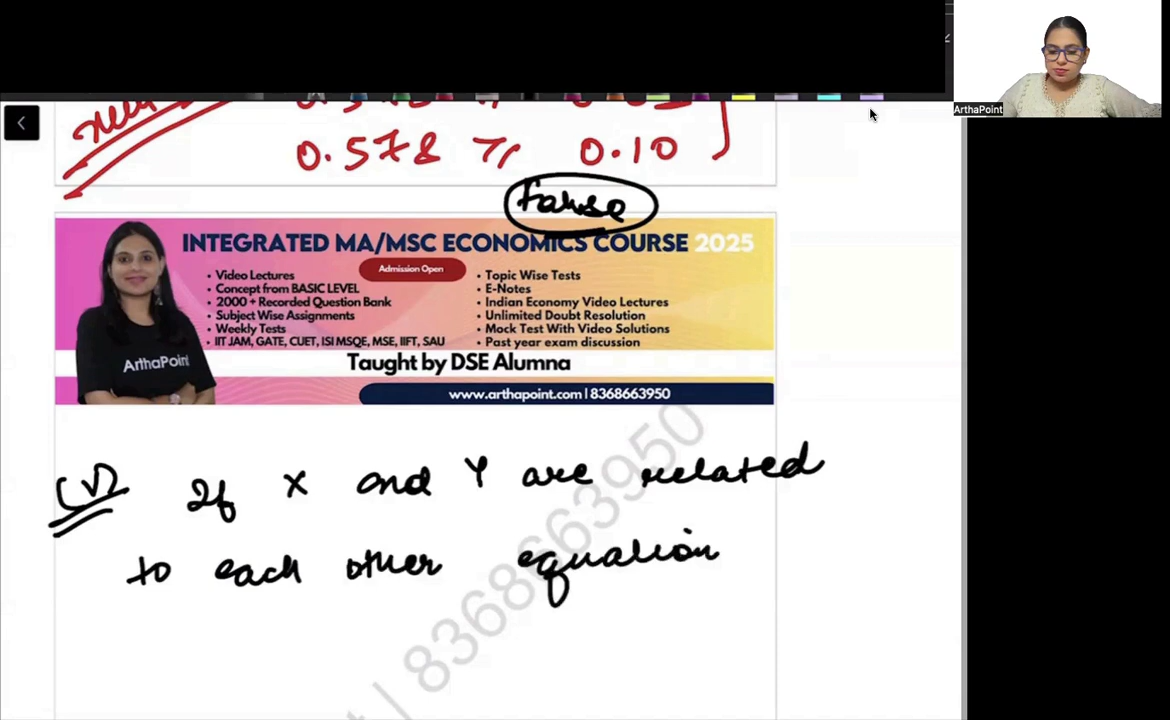 ArthaPoint
0.578 ≥ 0.10
False
INTEGRATED MA/MSC ECONOMICS COURSE 2025
Admission Open
• Video Lectures
• Concept from BASIC LEVEL
• 2000 + Recorded Question Bank
• Subject Wise Assignments
• Weekly Tests
• IIT JAM, GATE, CUET, ISI MSQE, MSE, IIFT, SAU
• Topic Wise Tests
• E-Notes
• Indian Economy Video Lectures
• Unlimited Doubt Resolution
• Mock Test With Video Solutions
• Past year exam discussion
ArthaPoint
Taught by DSE Alumna
www.arthapoint.com | 8368663950
(V) If X and Y are related
to each other equation
| 8368663950